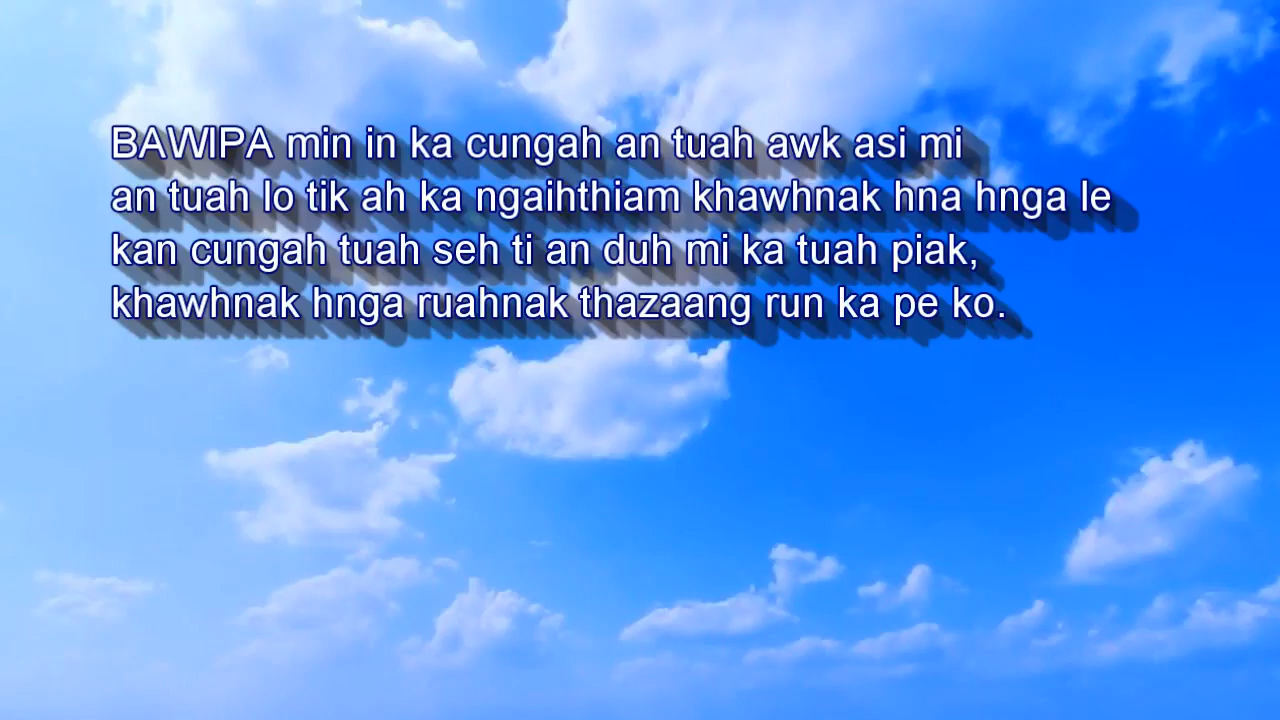 BAWIPA min in ka cungah an tuah awk asi mi
an tuah lo tik ah ka ngaihthiam khawhnak hna hnga le
kan cungah tuah seh ti an duh mi ka tuah piak,
khawhnak hnga ruahnak thazaang run ka pe ko.